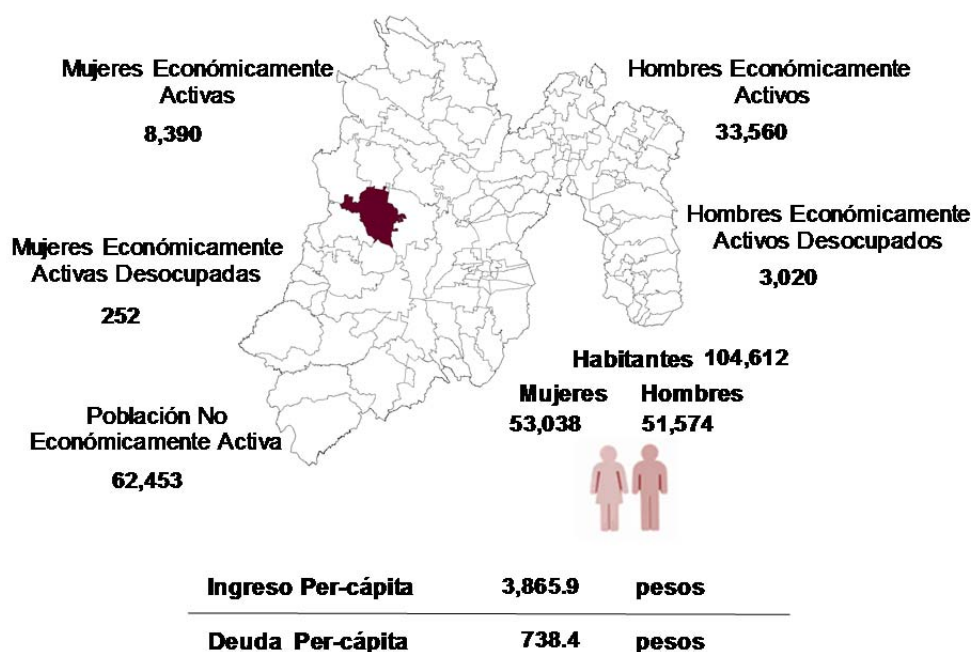 Mujeres Económicamente
Activas
8,390
Hombres Económicamente
Activos
33,560
Mujeres Económicamente
Activas Desocupadas
252
Hombres Económicamente
Activos Desocupados
3,020
Habitantes 104,612
Mujeres Hombres
53,038 51,574
Población No
Económicamente Activa
62,453
Ingreso Per-cápita 3,865.9 pesos
Deuda Per-cápita 738.4 pesos